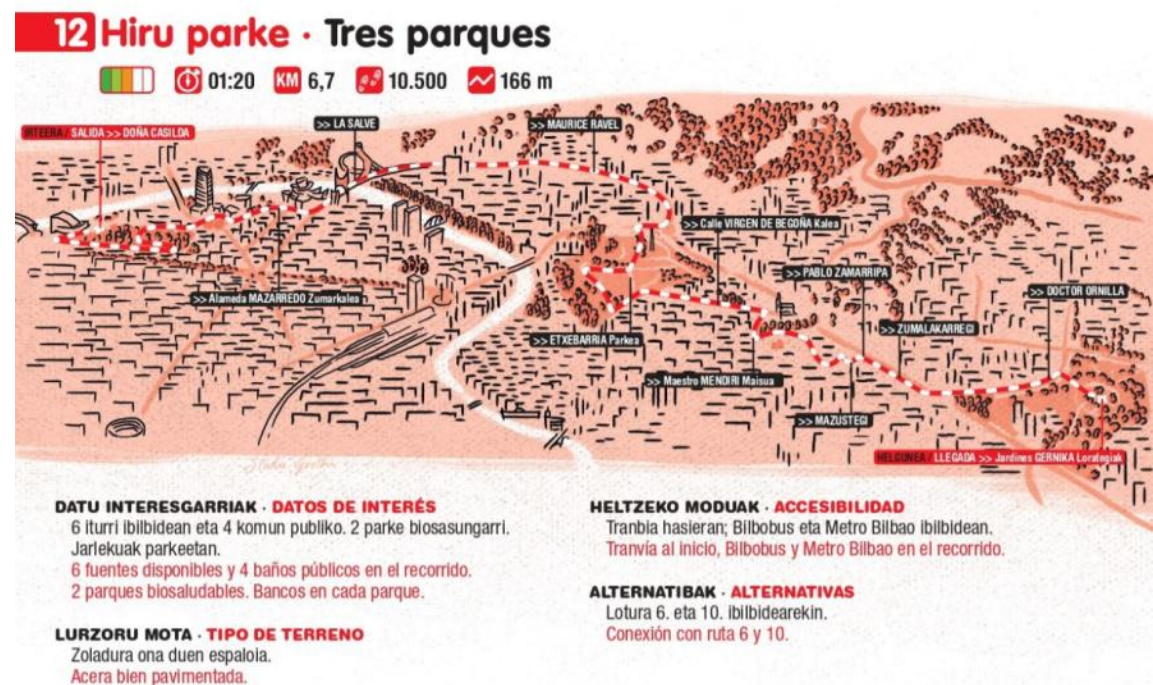 12 Hiru parke · Tres parques
01:20 KM 6,7 10.500 166 m
IRTEERA / SALIDA >> DOÑA CASILDA
>> LA SALVE
>> MAURICE RAVEL
>> Calle VIRGEN DE BEGOÑA Kalea
>> PABLO ZAMARRIPA
>> DOCTOR ORNILLA
>> Alameda MAZARREDO Zumarkalea
>> ZUMALAKARREGI
>> ETXEBARRIA Parkea
>> Maestro MENDIRI Maisua
>> MAZUSTEGI
HELGUNEA / LLEGADA >> Jardines GERNIKA Lorategiak
DATU INTERESGARRIAK · DATOS DE INTERÉS
6 iturri ibilbidean eta 4 komun publiko. 2 parke biosasungarri.
Jarlekuak parkeetan.
6 fuentes disponibles y 4 baños públicos en el recorrido.
2 parques biosaludables. Bancos en cada parque.
LURZORU MOTA · TIPO DE TERRENO
Zoladura ona duen espaloia.
Acera bien pavimentada.
HELTZEKO MODUAK · ACCESIBILIDAD
Tranbia hasieran; Bilbobus eta Metro Bilbao ibilbidean.
Tranvía al inicio, Bilbobus y Metro Bilbao en el recorrido.
ALTERNATIBAK · ALTERNATIVAS
Lotura 6. eta 10. ibilbidearekin.
Conexión con ruta 6 y 10.